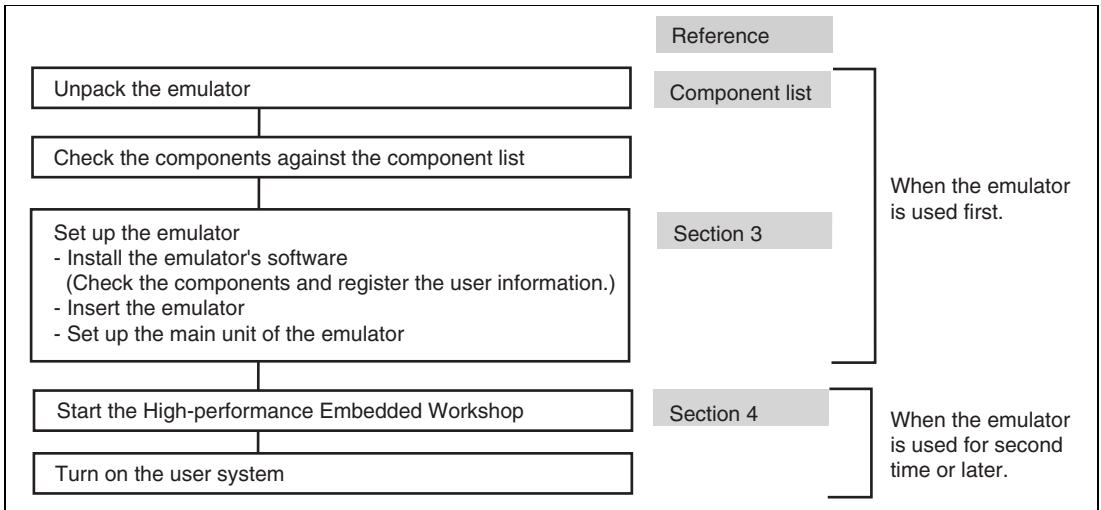 Reference
Unpack the emulator
Component list
Check the components against the component list
When the emulator
is used first.
Set up the emulator
- Install the emulator's software
(Check the components and register the user information.)
- Insert the emulator
- Set up the main unit of the emulator
Section 3
Start the High-performance Embedded Workshop
Section 4
Turn on the user system
When the emulator
is used for second
time or later.